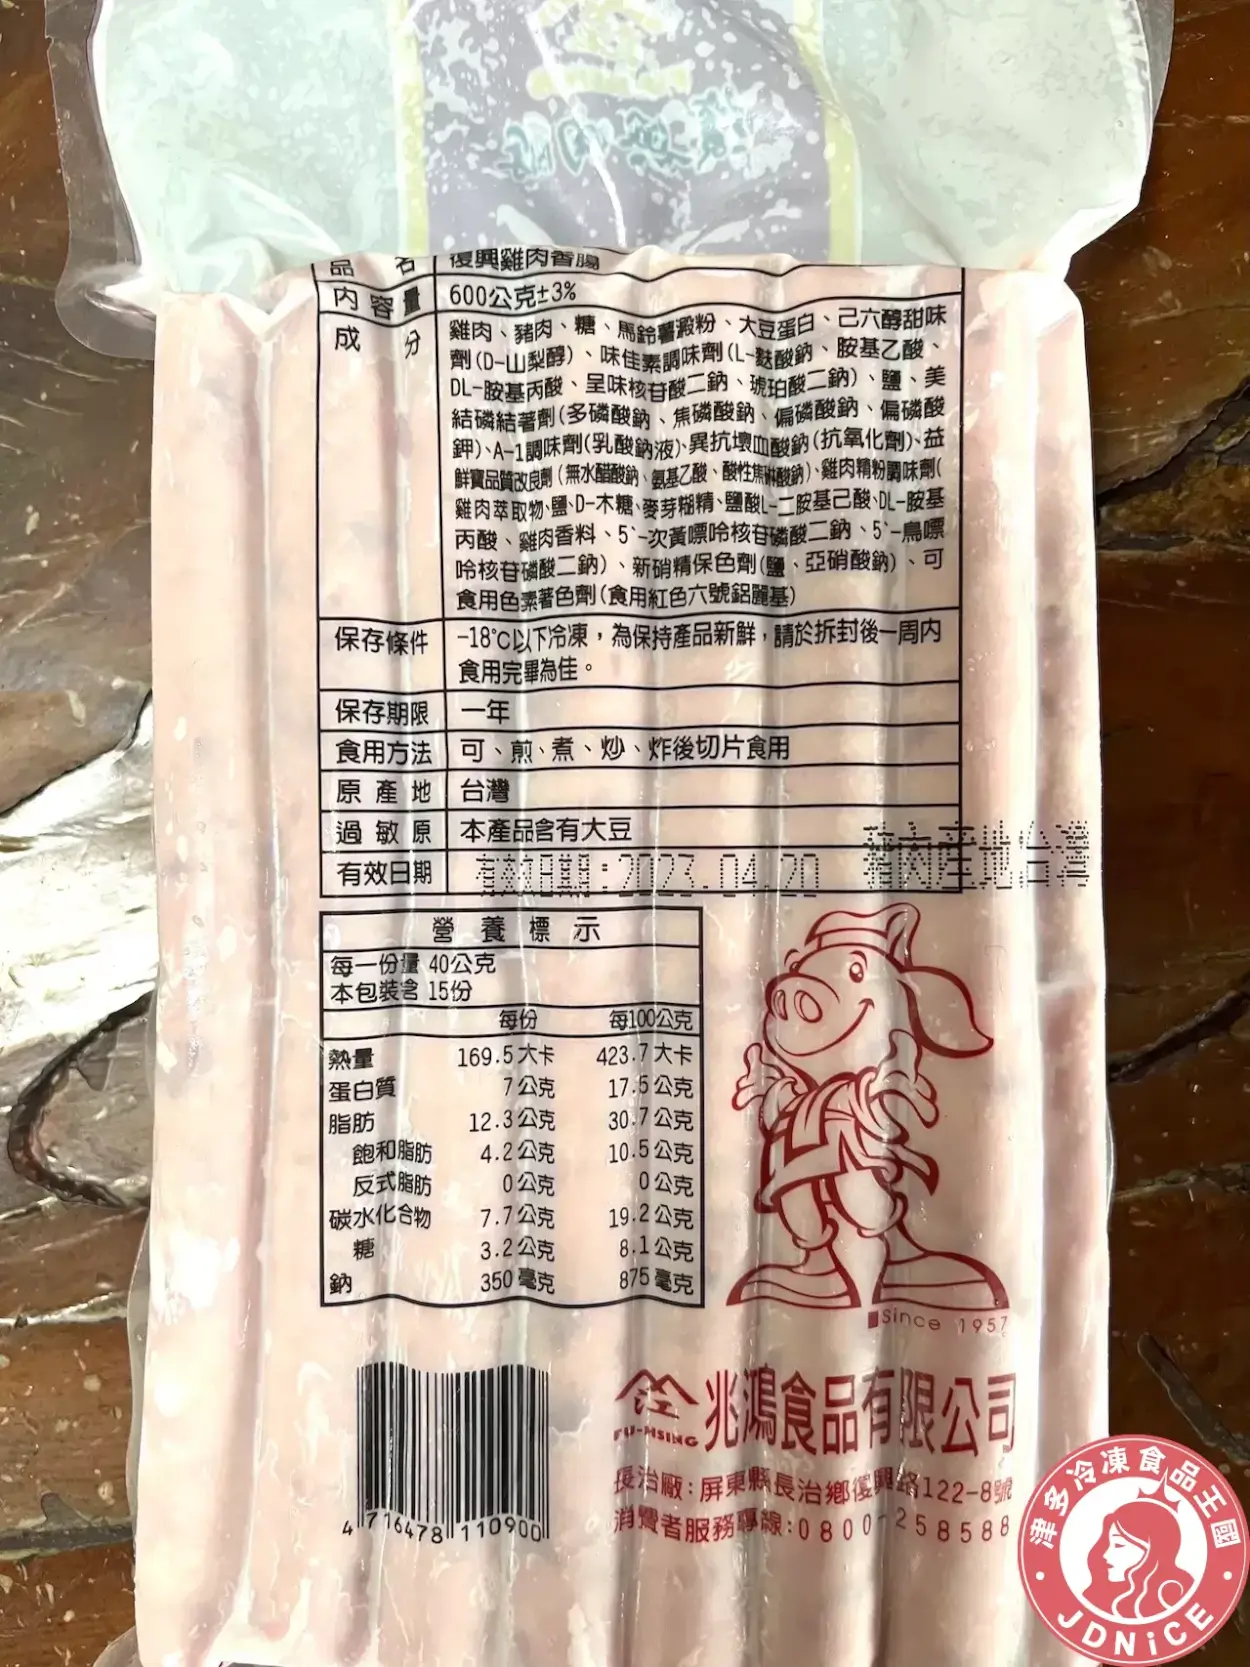 品名 復興雞肉香腸
內容量 600公克±3%
成分 雞肉、豬肉、糖、馬鈴薯澱粉、大豆蛋白、己六醇甜味
劑(D-山梨醇)、味佳素調味劑(L-麩酸鈉、胺基乙酸、
DL-胺基丙酸、呈味核苷酸二鈉、琥珀酸二鈉)、鹽、美
結磷結著劑(多磷酸鈉、焦磷酸鈉、偏磷酸鈉、偏磷酸
鉀)、A-1調味劑(乳酸鈉液)、異抗壞血酸鈉(抗氧化劑)、益
鮮寶品質改良劑(無水醋酸鈉、氨基乙酸、酸性焦磷酸鈉)、雞肉精粉調味劑(
雞肉萃取物、鹽、D-木糖、麥芽糊精、鹽酸L-二胺基己酸、DL-胺基
丙酸、雞肉香料、5`-次黃嘌呤核苷磷酸二鈉、5`-鳥嘌
呤核苷磷酸二鈉)、新硝精保色劑(鹽、亞硝酸鈉)、可
食用色素著色劑(食用紅色六號鋁麗基)
保存條件 -18℃以下冷凍，為保持產品新鮮，請於拆封後一周內
食用完畢為佳。
保存期限 一年
食用方法 可、煎、煮、炒、炸後切片食用
原產地 台灣
過敏原 本產品含有大豆
有效日期 有效日期:2023.04.20 豬肉產地台灣
營養標示
每一份量 40公克
本包裝含 15份
每份 每100公克
熱量 169.5大卡 423.7大卡
蛋白質 7公克 17.5公克
脂肪 12.3公克 30.7公克
飽和脂肪 4.2公克 10.5公克
反式脂肪 0公克 0公克
碳水化合物 7.7公克 19.2公克
糖 3.2公克 8.1公克
鈉 350毫克 875毫克
Since 1957
FU-HSING 兆鴻食品有限公司
長治廠:屏東縣長治鄉復興路122-8號
消費者服務專線:0800-258588
4 716478 110900
津多冷凍食品王國
JDNiCE